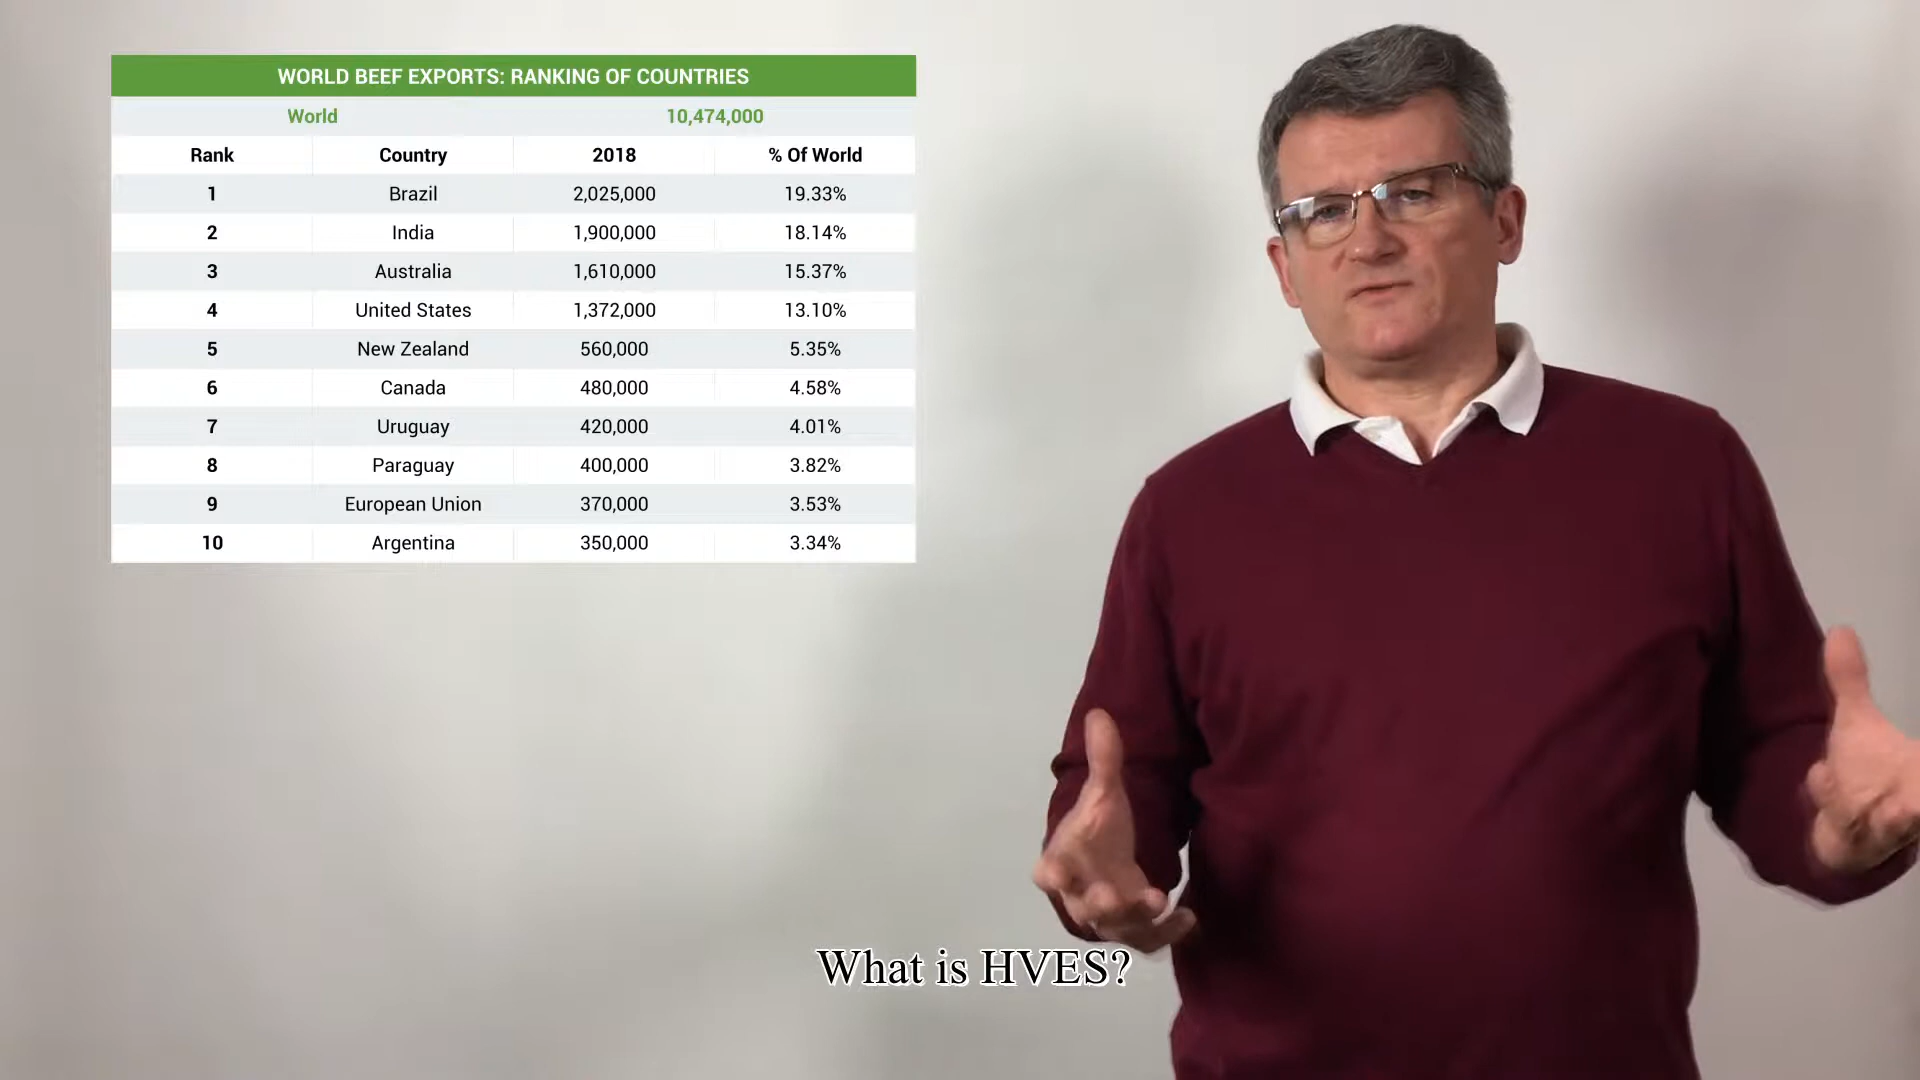 WORLD BEEF EXPORTS: RANKING OF COUNTRIES
World 10,474,000
Rank Country 2018 % Of World
1 Brazil 2,025,000 19.33%
2 India 1,900,000 18.14%
3 Australia 1,610,000 15.37%
4 United States 1,372,000 13.10%
5 New Zealand 560,000 5.35%
6 Canada 480,000 4.58%
7 Uruguay 420,000 4.01%
8 Paraguay 400,000 3.82%
9 European Union 370,000 3.53%
10 Argentina 350,000 3.34%
What is HVES?